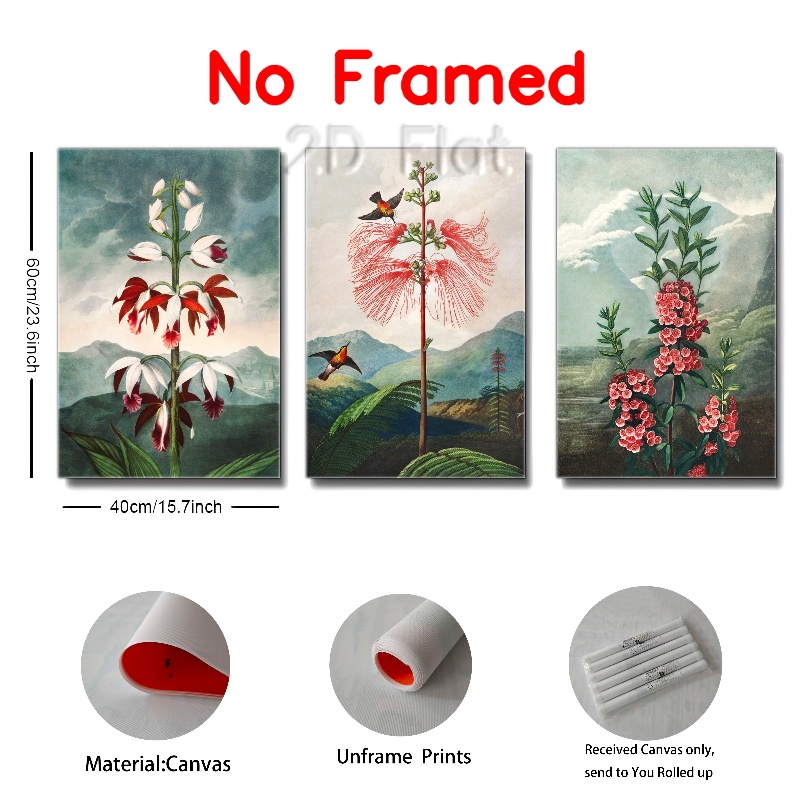 No Framed
2.D Flat.
60cm/23.6inch
40cm/15.7inch
Material:Canvas
Unframe Prints
Received Canvas only,
send to You Rolled up